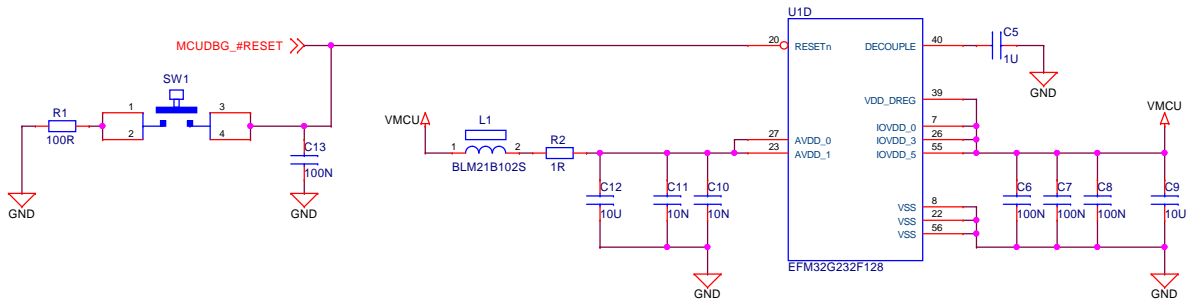 U1D
MCUDBG_#RESET
20
RESETn
DECOUPLE
40
C5
1U
GND
SW1
R1
100R
1
2
3
4
C13
100N
GND
GND
VMCU
L1
1
2
BLM21B102S
R2
1R
27
23
AVDD_0
AVDD_1
C12
10U
C11
10N
C10
10N
GND
VDD_DREG
39
IOVDD_0
7
IOVDD_3
26
IOVDD_5
55
VMCU
VSS
8
VSS
22
VSS
56
C6
100N
C7
100N
C8
100N
C9
10U
GND
EFM32G232F128